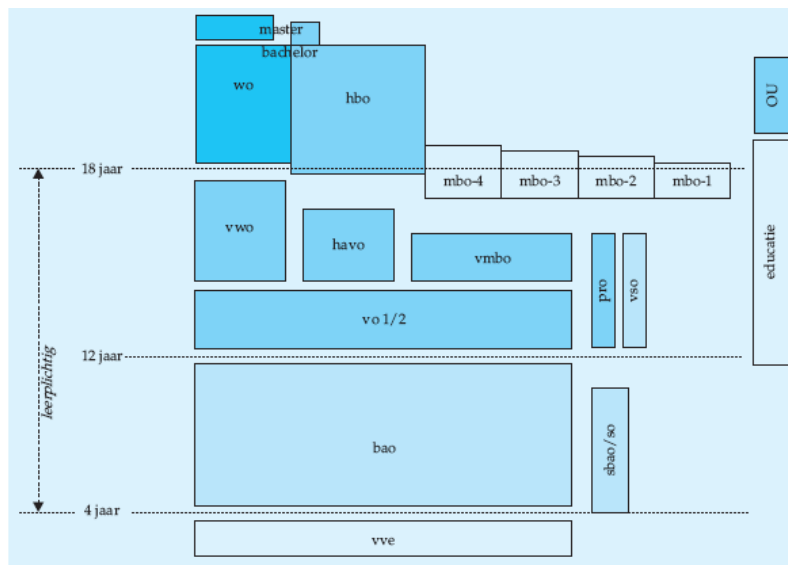 master
bachelor
wo
hbo
OU
18 jaar
mbo-4
mbo-3
mbo-2
mbo-1
vwo
havo
vmbo
pro
vso
educatie
vo 1/2
12 jaar
leerplichtig
bao
sbao/so
4 jaar
vve